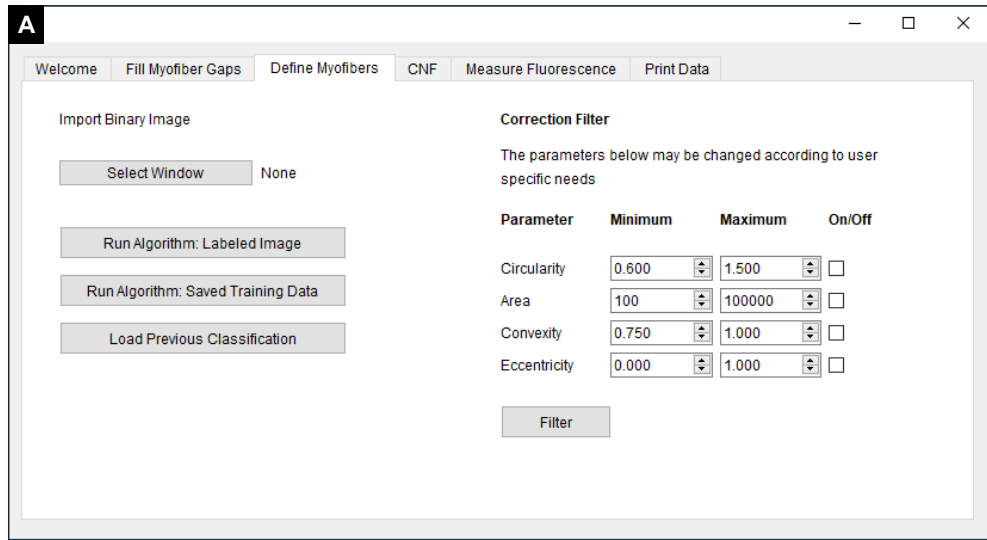 A
Welcome Fill Myofiber Gaps Define Myofibers CNF Measure Fluorescence Print Data
Import Binary Image
Select Window None
Run Algorithm: Labeled Image
Run Algorithm: Saved Training Data
Load Previous Classification
Correction Filter
The parameters below may be changed according to user
specific needs
Parameter Minimum Maximum On/Off
Circularity 0.600 1.500
Area 100 100000
Convexity 0.750 1.000
Eccentricity 0.000 1.000
Filter